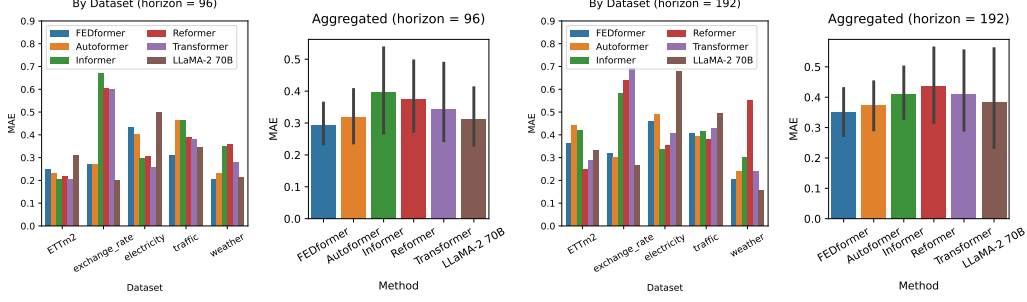 By Dataset (horizon = 96)
MAE
0.9
0.8
0.7
0.6
0.5
0.4
0.3
0.2
0.1
0.0
FEDformer
Autoformer
Informer
Reformer
Transformer
LLaMA-2 70B
ETTm2
exchange_rate
electricity
traffic
weather
Dataset
Aggregated (horizon = 96)
MAE
0.5
0.4
0.3
0.2
0.1
0.0
FEDformer
Autoformer
Informer
Reformer
Transformer
LLaMA-2 70B
Method
By Dataset (horizon = 192)
MAE
0.9
0.8
0.7
0.6
0.5
0.4
0.3
0.2
0.1
0.0
FEDformer
Autoformer
Informer
Reformer
Transformer
LLaMA-2 70B
ETTm2
exchange_rate
electricity
traffic
weather
Dataset
Aggregated (horizon = 192)
MAE
0.5
0.4
0.3
0.2
0.1
0.0
FEDformer
Autoformer
Informer
Reformer
Transformer
LLaMA-2 70B
Method